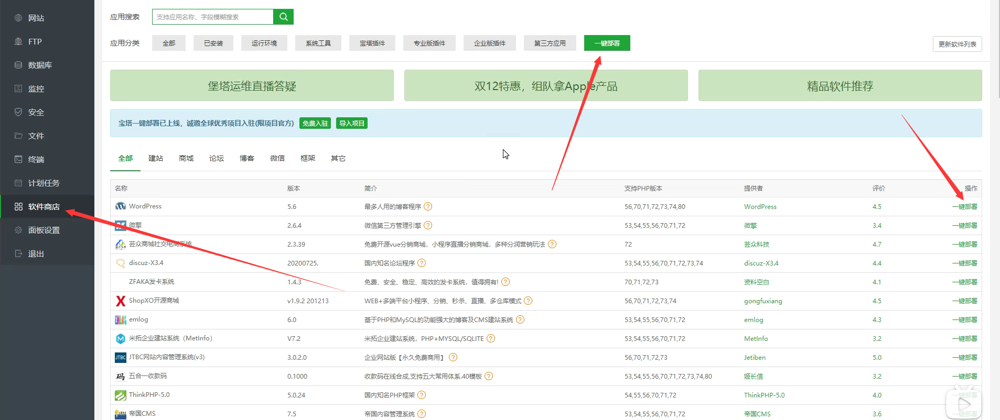 网站
FTP
数据库
监控
安全
文件
终端
计划任务
软件商店
面板设置
退出
应用搜索 支持应用名称、字段模糊搜索
应用分类 全部 已安装 运行环境 系统工具 宝塔插件 专业版插件 企业版插件 第三方应用 一键部署 更新软件列表
堡塔运维直播答疑 双12特惠，组队拿Apple产品 精品软件推荐
宝塔一键部署已上线，诚邀全球优秀项目入驻(限项目官方) 免费入驻 导入项目
全部 建站 商城 论坛 博客 微信 框架 其它
名称 版本 简介 支持PHP版本 提供者 评价 操作
WordPress 5.6 最多人用的博客程序 ? 56,70,71,72,73,74,80 WordPress 4.5 一键部署
微擎 2.6.4 微信第三方管理引擎 ? 53,54,55,56,70,71,72 微擎 3.4 一键部署
芸众商城社交电商系统 2.3.39 免费开源vue分销商城，小程序直播分销商城，多种分润营销玩法 ? 72 芸众科技 4.7 一键部署
discuz-X3.4 20200725. 国内知名论坛程序 ? 53,54,55,56,70,71,72,73,74 discuz-X3.4 4.4 一键部署
ZFAKA发卡系统 1.4.3 免费、安全、稳定、高效的发卡系统，值得拥有! ? 70,71,72,73 资料空白 4.1 一键部署
ShopXO开源商城 v1.9.2 201213 WEB+多端平台小程序、分销、秒杀、直播、多仓库模式 ? 56,70,71,72,73,74 gongfuxiang 4.5 一键部署
emlog 6.0 基于PHP和MySQL的功能强大的博客及CMS建站系统 ? 53,54,55,56,70,71,72 emlog 4.3 一键部署
米拓企业建站系统（MetInfo） V7.2 米拓企业建站系统，PHP+MYSQL/SQLITE ? 53,54,55,56,70,71,72 MetInfo 3.2 一键部署
JTBC JTBC网站内容管理系统(v3) 3.0.2.0 企业网站版【永久免费商用】 ? 56,70,71,72,73 Jetiben 5.0 一键部署
码 五合一收款码 0.1000 收款码在线合成,支持五大常用体系.40模板 ? 53,54,55,56,70,71,72,73,74,80 姬长信 3.2 一键部署
ThinkPHP-5.0 5.0.24 国内知名PHP框架 ? 54,55,56,70,71,72 ThinkPHP-5.0 4.0 一键部署
帝国CMS 7.5 帝国内容管理系统 ? 53,54,55,56,70,71,72 帝国CMS 3.6 一键部署